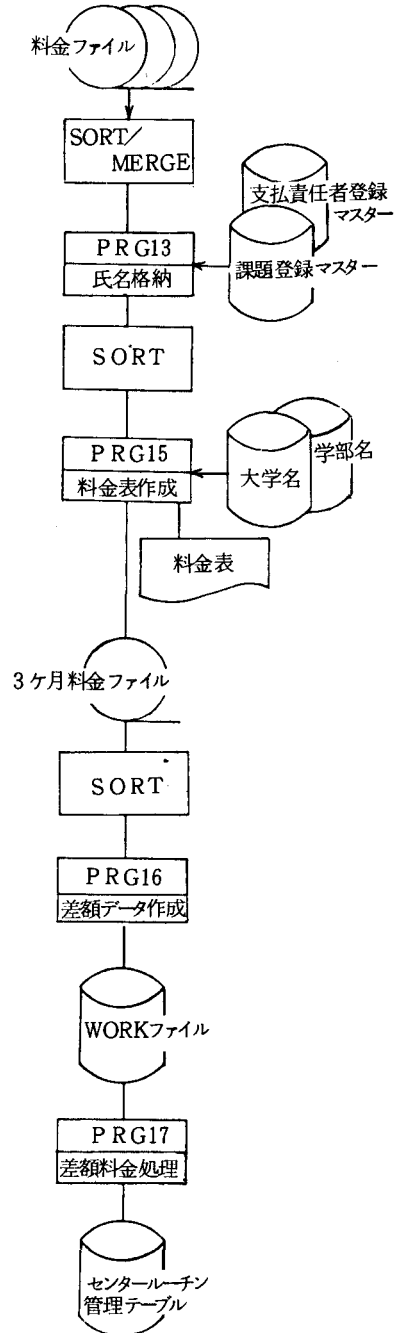 料金ファイル
SORT/
MERGE
支払責任者登録
マスター
PRG13
氏名格納
課題登録マスター
SORT
PRG15
料金表作成
大学名
学部名
料金表
3ケ月料金ファイル
SORT
PRG16
差額データ作成
WORKファイル
PRG17
差額料金処理
センタールーチン
管理テーブル